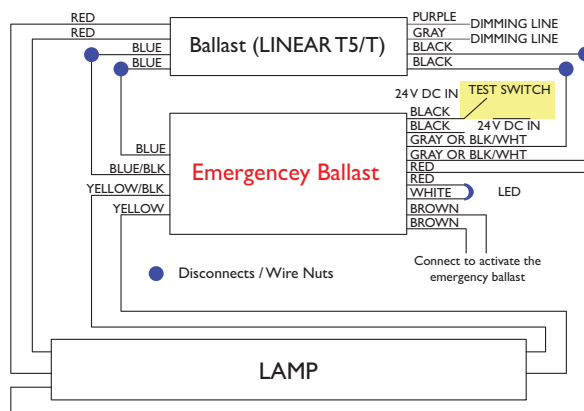 RED
RED
BLUE
BLUE
Ballast (LINEAR T5/T)
PURPLE
DIMMING LINE
GRAY
DIMMING LINE
BLACK
BLACK
24V DC IN
TEST SWITCH
BLACK
BLACK
24V DC IN
GRAY OR BLK/WHT
GRAY OR BLK/WHT
RED
RED
WHITE
LED
BROWN
BROWN
Connect to activate the
emergency ballast
BLUE
BLUE/BLK
YELLOW/BLK
YELLOW
Emergencey Ballast
Disconnects / Wire Nuts
LAMP